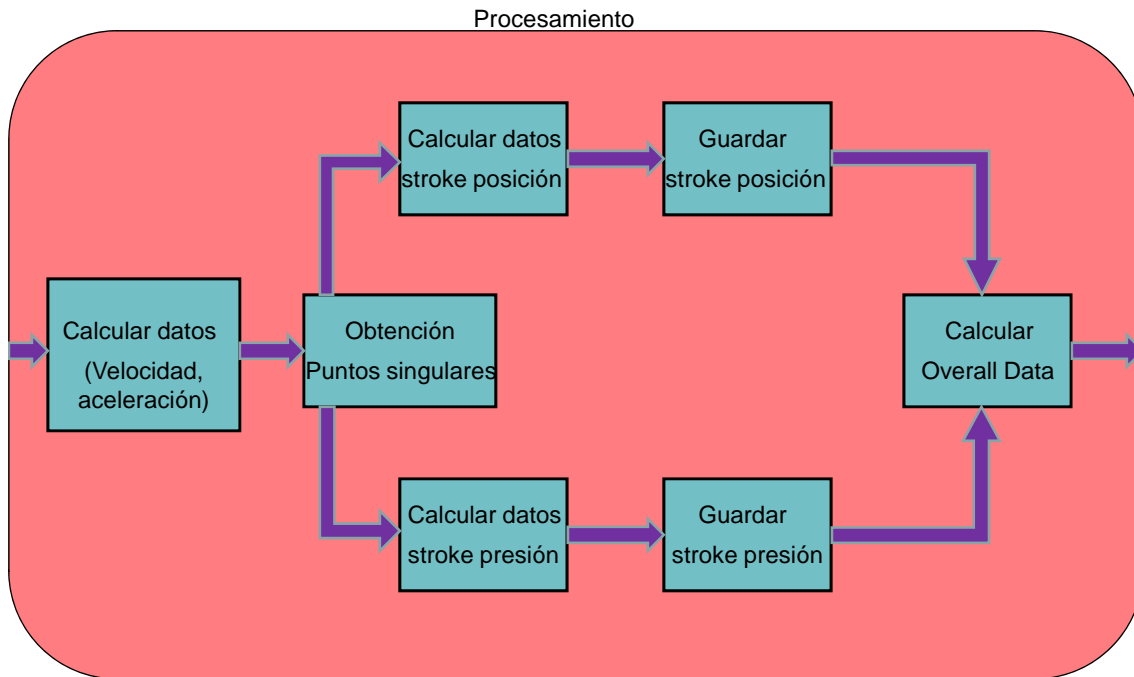 Procesamiento
Calcular datos
stroke posición
Guardar
stroke posición
Calcular datos
(Velocidad,
aceleración)
Obtención
Puntos singulares
Calcular
Overall Data
Calcular datos
stroke presión
Guardar
stroke presión